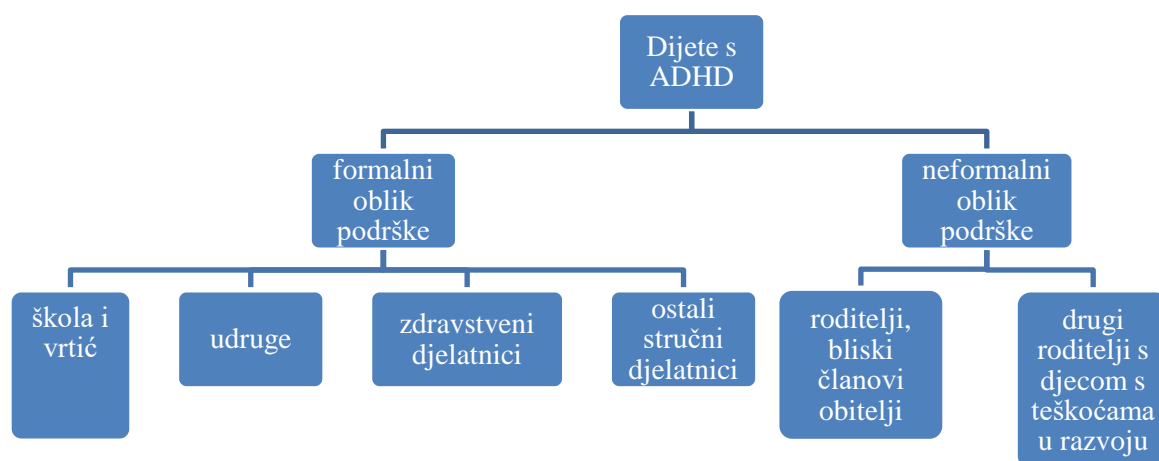 Dijete s
ADHD
formalni
oblik
podrške
neformalni
oblik
podrške
škola i
vrtić
udruge
zdravstveni
djelatnici
ostali
stručni
djelatnici
roditelji,
bliski
članovi
obitelji
drugi
roditelji s
djecom s
teškoćama
u razvoju